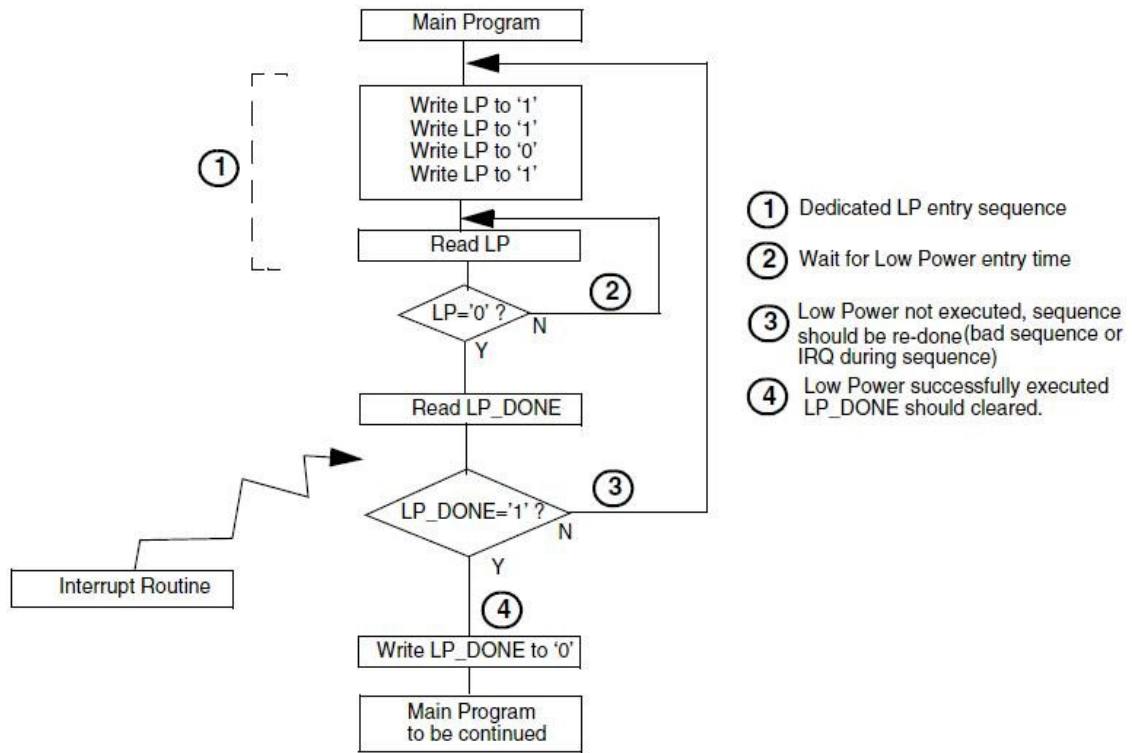 Main Program
Write LP to ‘1’
Write LP to ‘1’
Write LP to ‘0’
Write LP to ‘1’
1
Read LP
2
LP=’0’ ?
N
Y
Read LP_DONE
3
LP_DONE=’1’ ?
N
Y
Interrupt Routine
4
Write LP_DONE to ‘0’
Main Program
to be continued
1 Dedicated LP entry sequence
2 Wait for Low Power entry time
3 Low Power not executed, sequence
should be re-done(bad sequence or
IRQ during sequence)
4 Low Power successfully executed
LP_DONE should cleared.